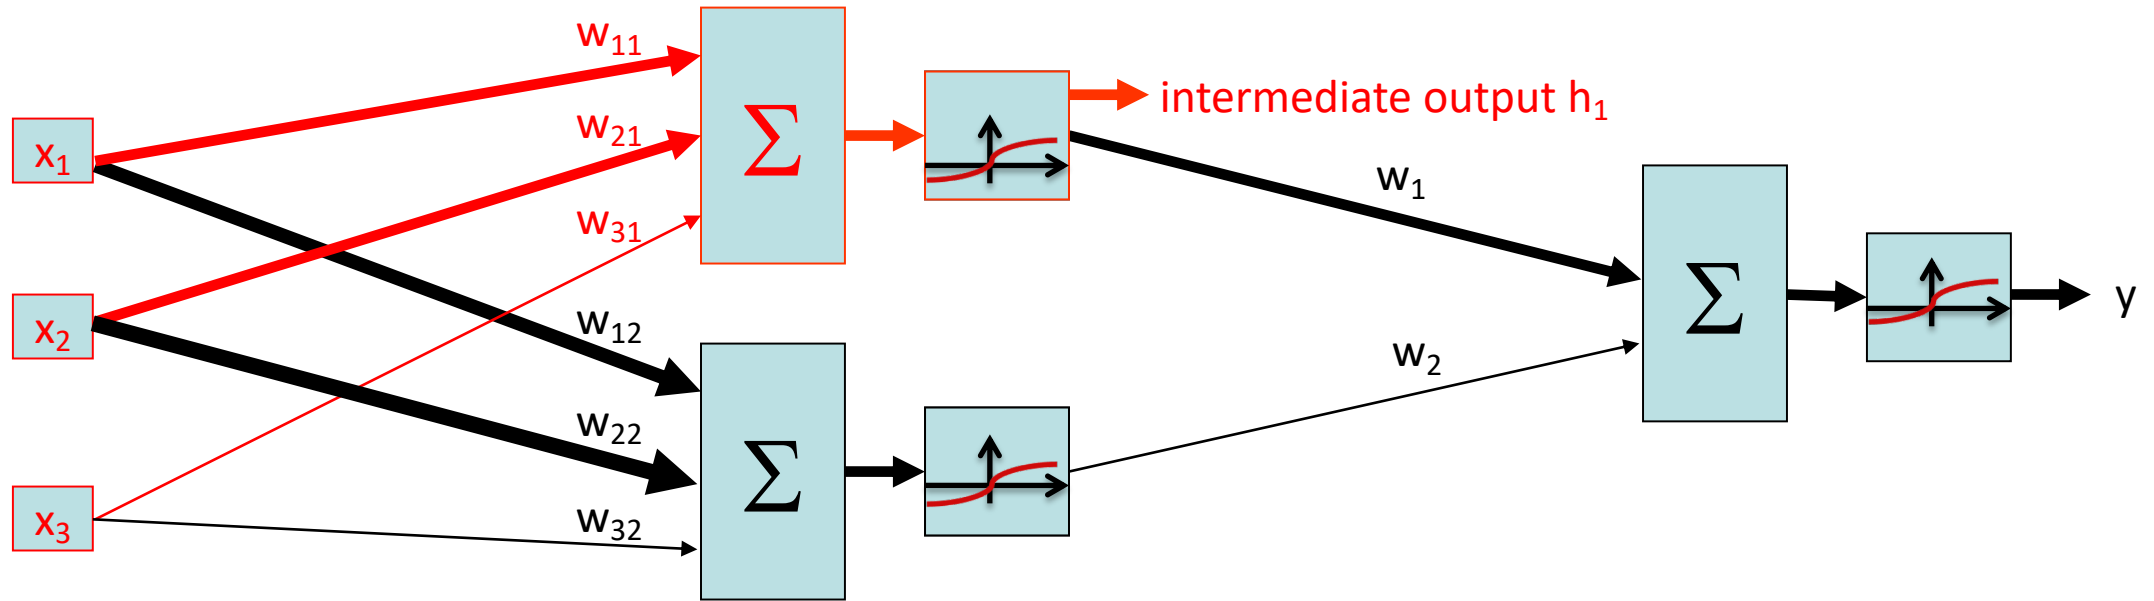 w₁₁
intermediate output h₁
Σ
w₂₁
x₁
w₁
w₃₁
Σ
y
x₂
w₁₂
w₂
w₂₂
Σ
x₃
w₃₂